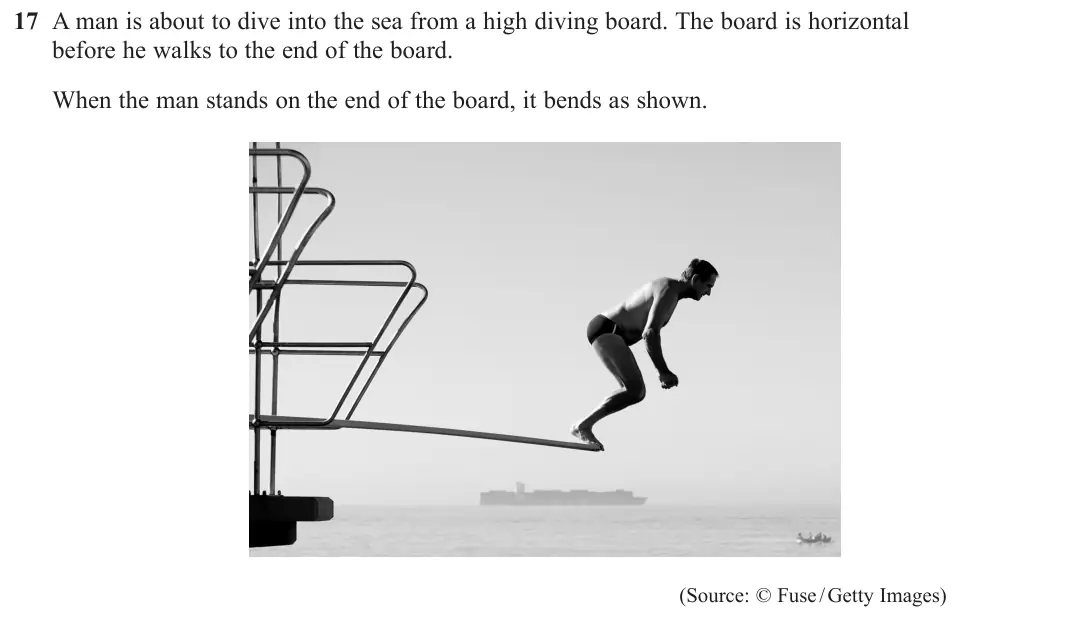 17 A man is about to dive into the sea from a high diving board. The board is horizontal
before he walks to the end of the board.
When the man stands on the end of the board, it bends as shown.
(Source: © Fuse/Getty Images)